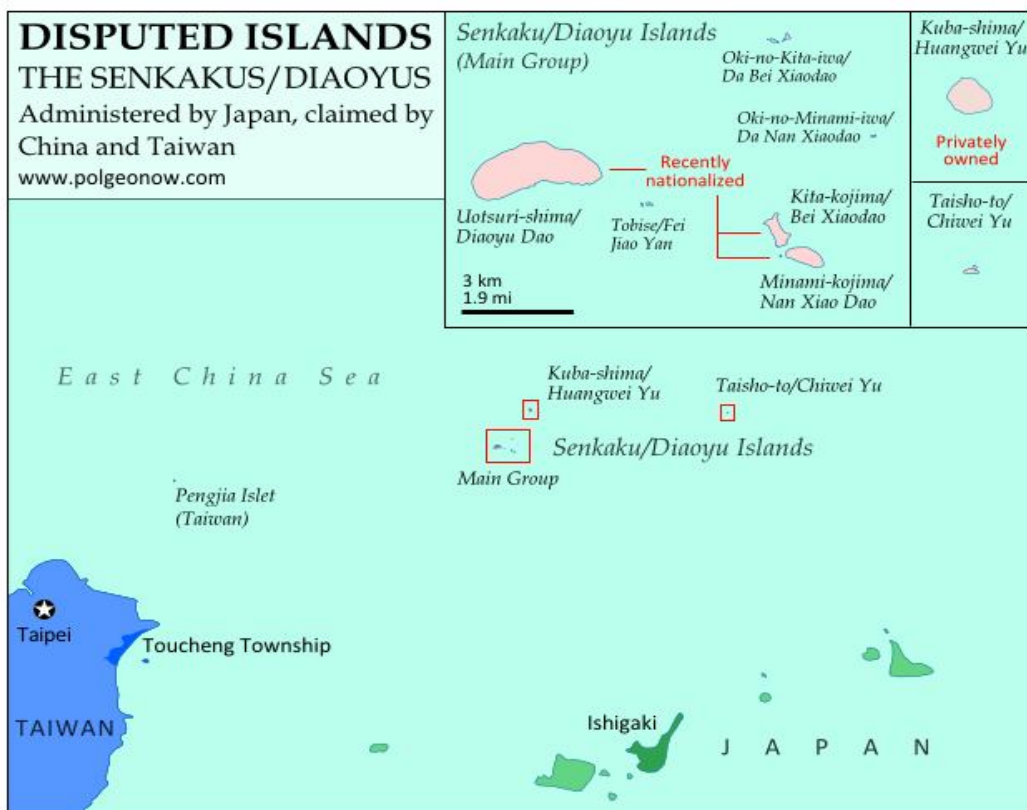 DISPUTED ISLANDS
THE SENKAKUS/DIAOYUS
Administered by Japan, claimed by
China and Taiwan
www.polgeonow.com
Senkaku/Diaoyu Islands
(Main Group)
Oki-no-Kita-iwa/
Da Bei Xiaodao
Oki-no-Minami-iwa/
Da Nan Xiaodao
Recently
nationalized
Uotsuri-shima/
Diaoyu Dao
Tobise/Fei
Jiao Yan
Kita-kojima/
Bei Xiaodao
Minami-kojima/
Nan Xiao Dao
3 km
1.9 mi
Kuba-shima/
Huangwei Yu
Privately
owned
Taisho-to/
Chiwei Yu
East China Sea
Kuba-shima/
Huangwei Yu
Taisho-to/Chiwei Yu
Senkaku/Diaoyu Islands
Main Group
Pengjia Islet
(Taiwan)
Taipei
Toucheng Township
TAIWAN
Ishigaki
JAPAN